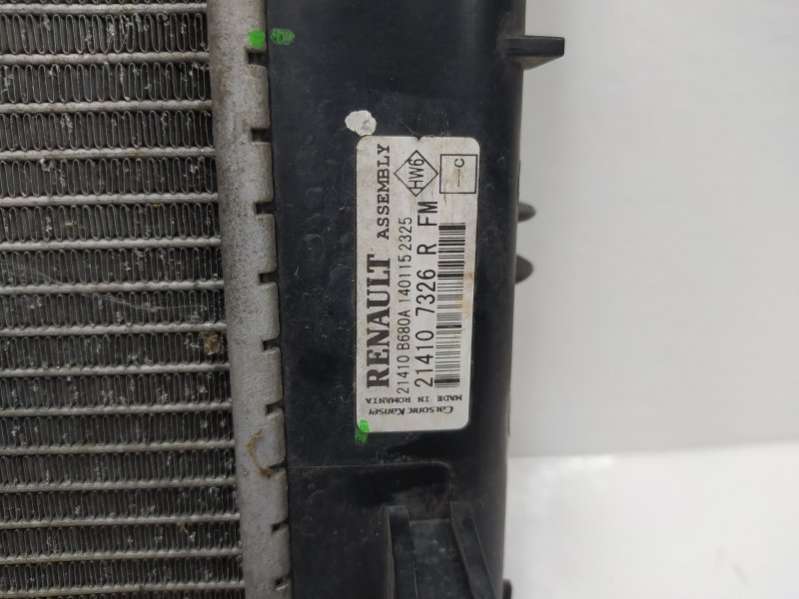 RENAULT ASSEMBLY
HW6
C
21410 B680A 1401152325
21410 7326 R FM
Calsonic Kansei
MADE IN ROMANIA